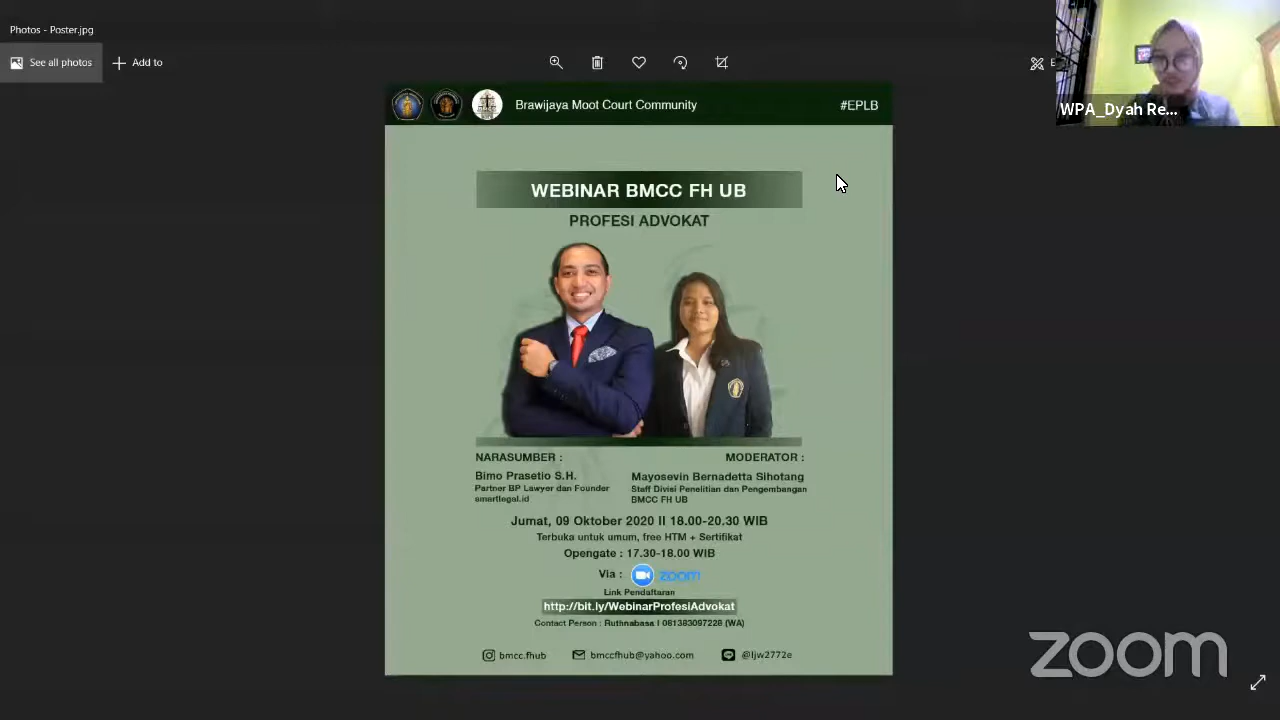 Photos - Poster.jpg
See all photos
Add to
WPA_Dyah Re...
Brawijaya Moot Court Community
#EPLB
WEBINAR BMCC FH UB
PROFESI ADVOKAT
NARASUMBER :
MODERATOR :
Bimo Prasetio S.H.
Partner BP Lawyer dan Founder
smartlegal.id
Mayosevin Bernadetta Sihotang
Staff Divisi Penelitian dan Pengembangan
BMCC FH UB
Jumat, 09 Oktober 2020 II 18.00-20.30 WIB
Terbuka untuk umum, free HTM + Sertifikat
Opengate : 17.30-18.00 WIB
Via : zoom
Link Pendaftaran
http://bit.ly/WebinarProfesiAdvokat
Contact Person : Ruthnabasa I 081383097228 (WA)
bmcc.fhub
bmccfhub@yahoo.com
@ljw2772e
zoom